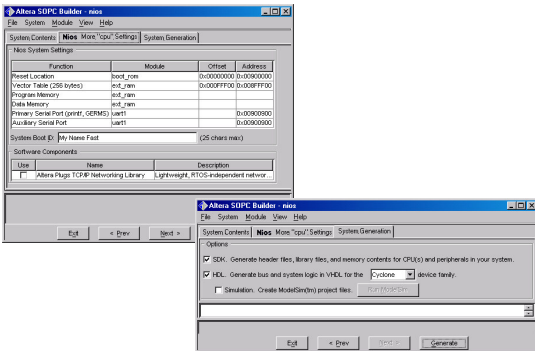 Altera SOPC Builder - nios
File System Module View Help
System Contents Nios More "cpu" Settings System Generation
Nios System Settings
Function Module Offset Address
Reset Location boot_rom 0x00000000 0x00900000
Vector Table (256 bytes) ext_ram 0x000FFF00 0x008FFF00
Program Memory ext_ram
Data Memory ext_ram
Primary Serial Port (printf, GERMS) uart1 0x00900900
Auxiliary Serial Port uart1 0x00900900
System Boot ID: My Name Fast (25 chars max)
Software Components
Use Name Description
Altera Plugs TCP/IP Networking Library Lightweight, RTOS-independent networ...
Exit < Prev Next >
Altera SOPC Builder - nios
File System Module View Help
System Contents Nios More "cpu" Settings System Generation
Options
SDK. Generate header files, library files, and memory contents for CPU(s) and peripherals in your system.
HDL. Generate bus and system logic in VHDL for the Cyclone device family.
Simulation. Create ModelSim(tm) project files. Run ModelSim
Exit < Prev Next > Generate